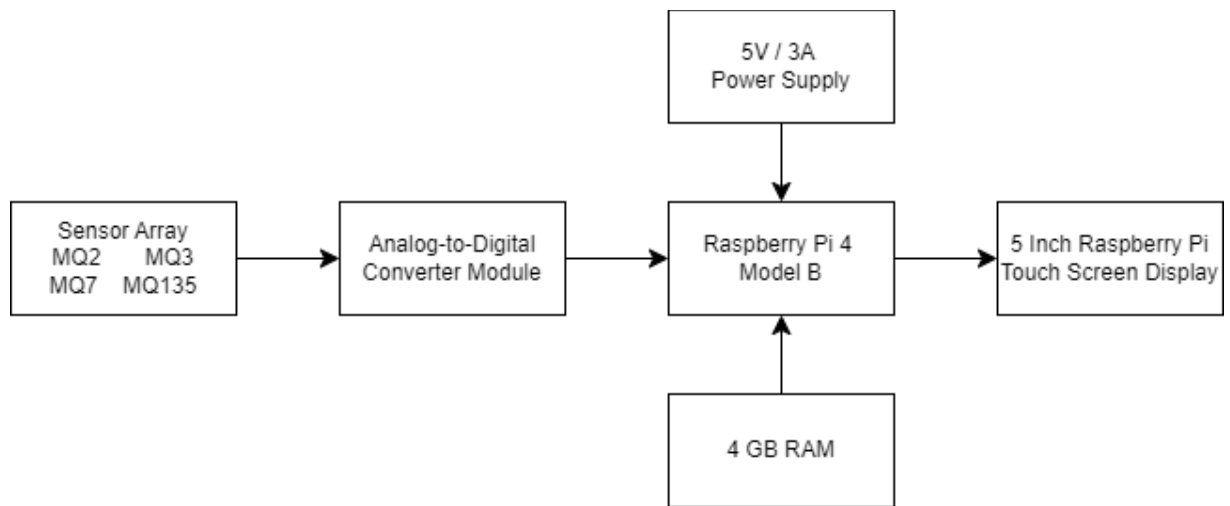 5V / 3A
Power Supply
Sensor Array
MQ2 MQ3
MQ7 MQ135
Analog-to-Digital
Converter Module
Raspberry Pi 4
Model B
5 Inch Raspberry Pi
Touch Screen Display
4 GB RAM